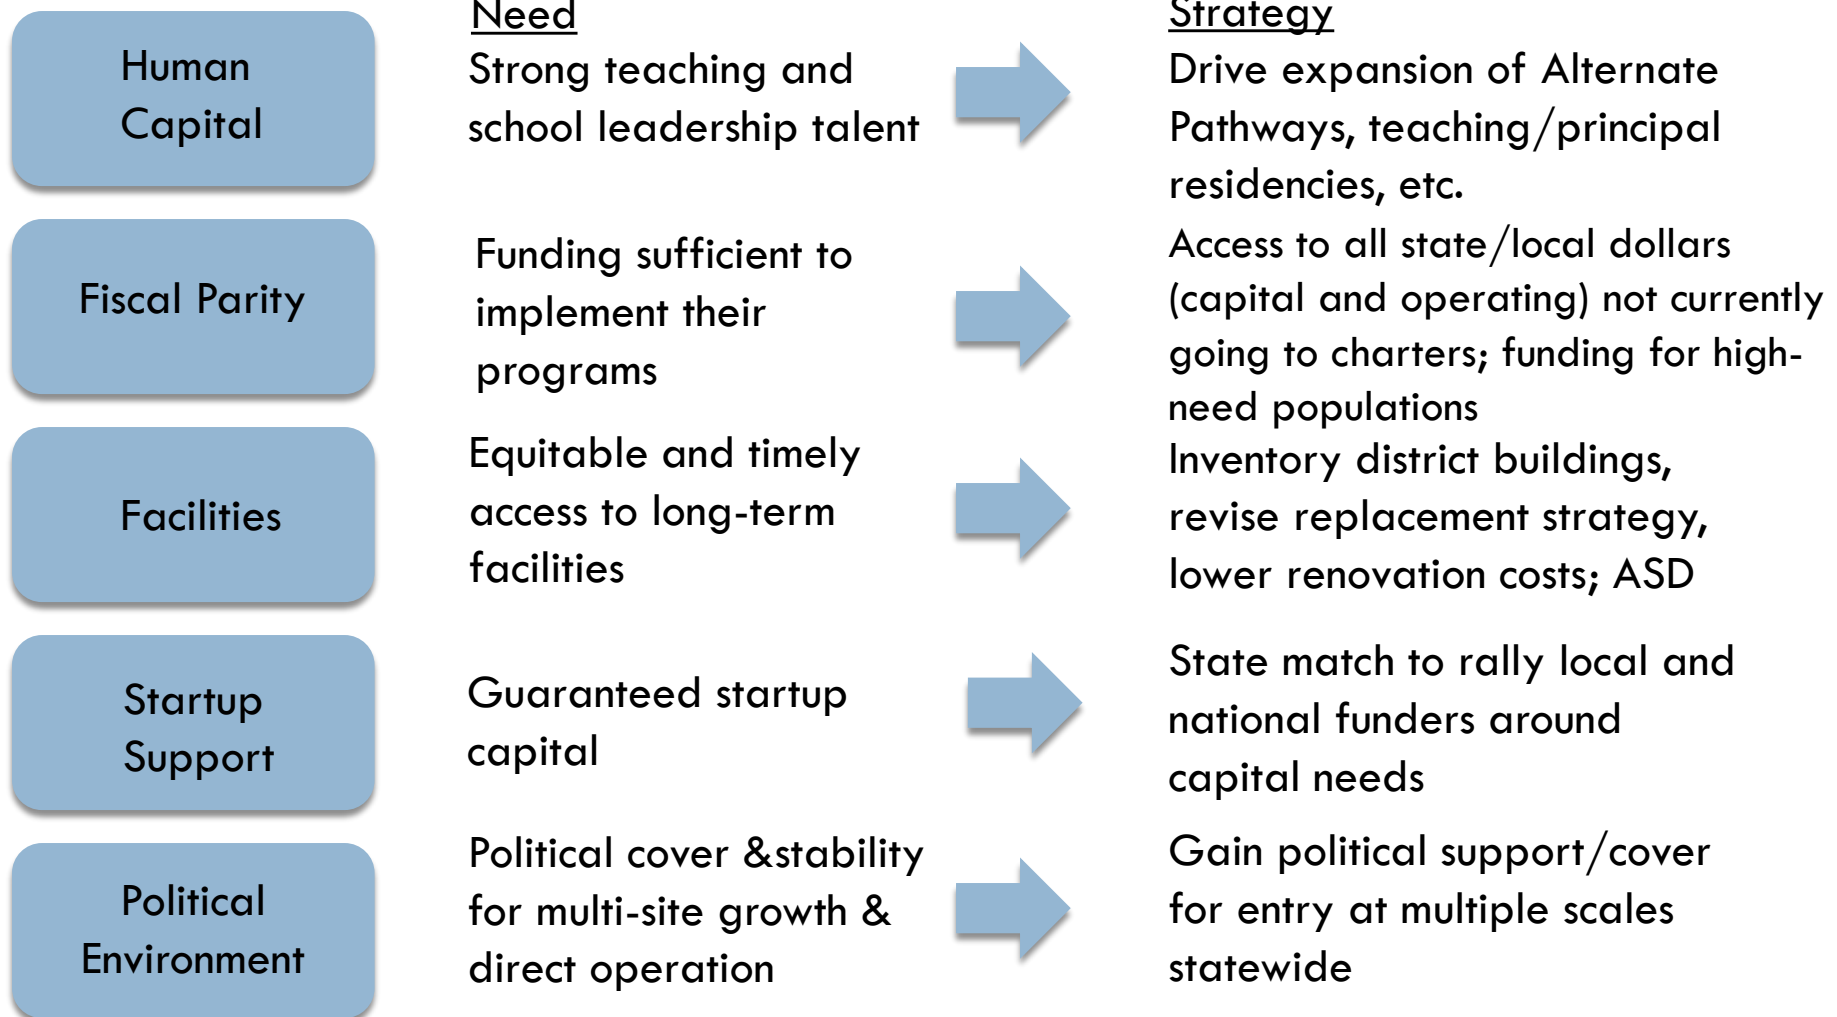 Need
Strategy
Human
Capital
Strong teaching and
school leadership talent
Drive expansion of Alternate
Pathways, teaching/principal
residencies, etc.
Fiscal Parity
Funding sufficient to
implement their
programs
Access to all state/local dollars
(capital and operating) not currently
going to charters; funding for high-
need populations
Facilities
Equitable and timely
access to long-term
facilities
Inventory district buildings,
revise replacement strategy,
lower renovation costs; ASD
Startup
Support
Guaranteed startup
capital
State match to rally local and
national funders around
capital needs
Political
Environment
Political cover &stability
for multi-site growth &
direct operation
Gain political support/cover
for entry at multiple scales
statewide